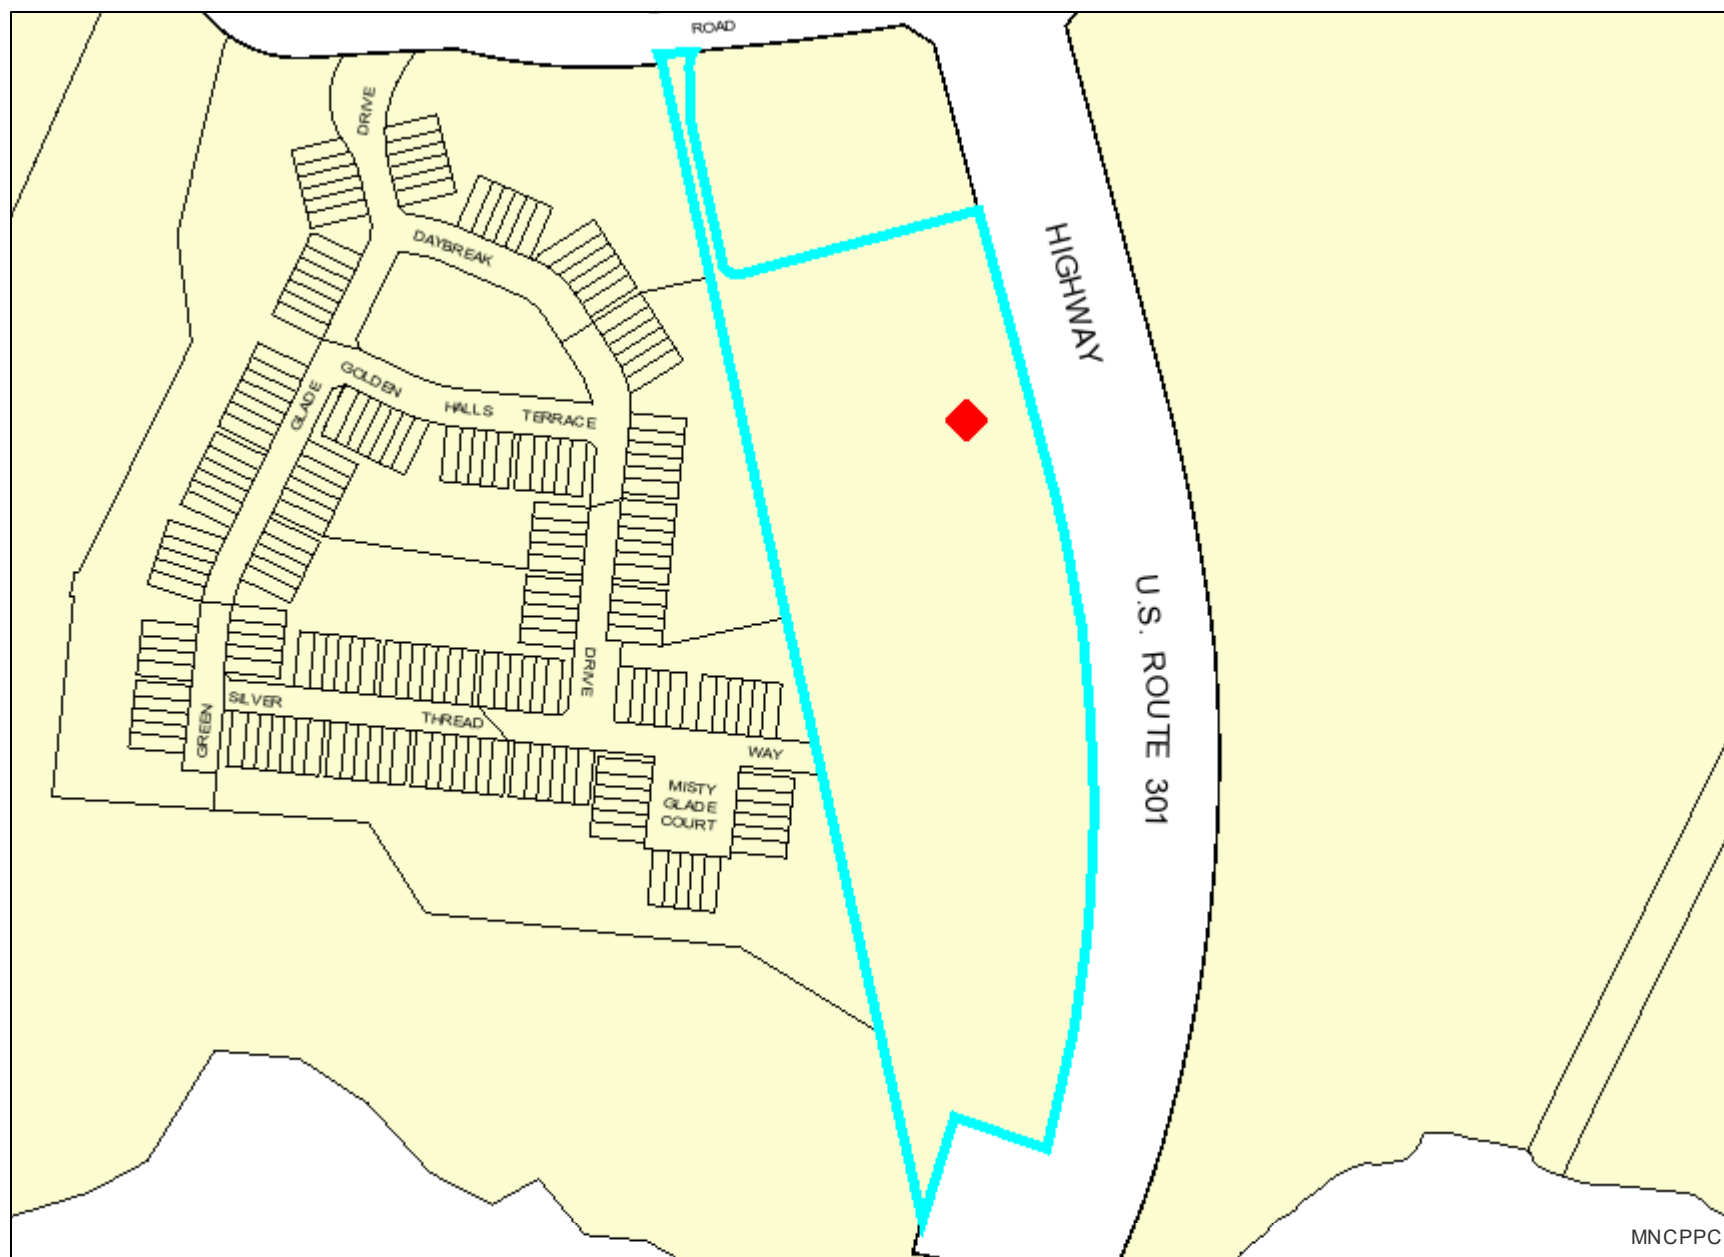 ROAD
DRIVE
DAYBREAK
HIGHWAY
GOLDEN
HALLS
TERRACE
GLADE
U.S. ROUTE 301
DRIVE
SILVER
THREAD
WAY
GREEN
MISTY
GLADE
COURT
MNCPPC